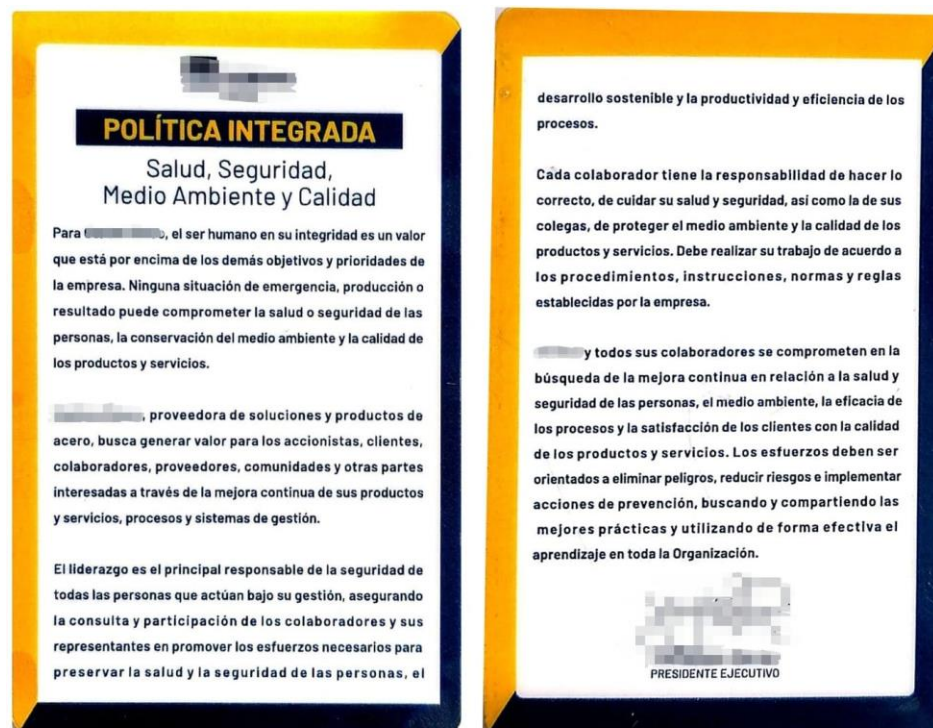 POLÍTICA INTEGRADA
Salud, Seguridad,
Medio Ambiente y Calidad
Para , el ser humano en su integridad es un valor
que está por encima de los demás objetivos y prioridades de
la empresa. Ninguna situación de emergencia, producción o
resultado puede comprometer la salud o seguridad de las
personas, la conservación del medio ambiente y la calidad de
los productos y servicios.
, proveedora de soluciones y productos de
acero, busca generar valor para los accionistas, clientes,
colaboradores, proveedores, comunidades y otras partes
interesadas a través de la mejora continua de sus productos
y servicios, procesos y sistemas de gestión.
El liderazgo es el principal responsable de la seguridad de
todas las personas que actúan bajo su gestión, asegurando
la consulta y participación de los colaboradores y sus
representantes en promover los esfuerzos necesarios para
preservar la salud y la seguridad de las personas, el
desarrollo sostenible y la productividad y eficiencia de los
procesos.
Cada colaborador tiene la responsabilidad de hacer lo
correcto, de cuidar su salud y seguridad, así como la de sus
colegas, de proteger el medio ambiente y la calidad de los
productos y servicios. Debe realizar su trabajo de acuerdo a
los procedimientos, instrucciones, normas y reglas
establecidas por la empresa.
y todos sus colaboradores se comprometen en la
búsqueda de la mejora continua en relación a la salud y
seguridad de las personas, el medio ambiente, la eficacia de
los procesos y la satisfacción de los clientes con la calidad
de los productos y servicios. Los esfuerzos deben ser
orientados a eliminar peligros, reducir riesgos e implementar
acciones de prevención, buscando y compartiendo las
mejores prácticas y utilizando de forma efectiva el
aprendizaje en toda la Organización.
PRESIDENTE EJECUTIVO